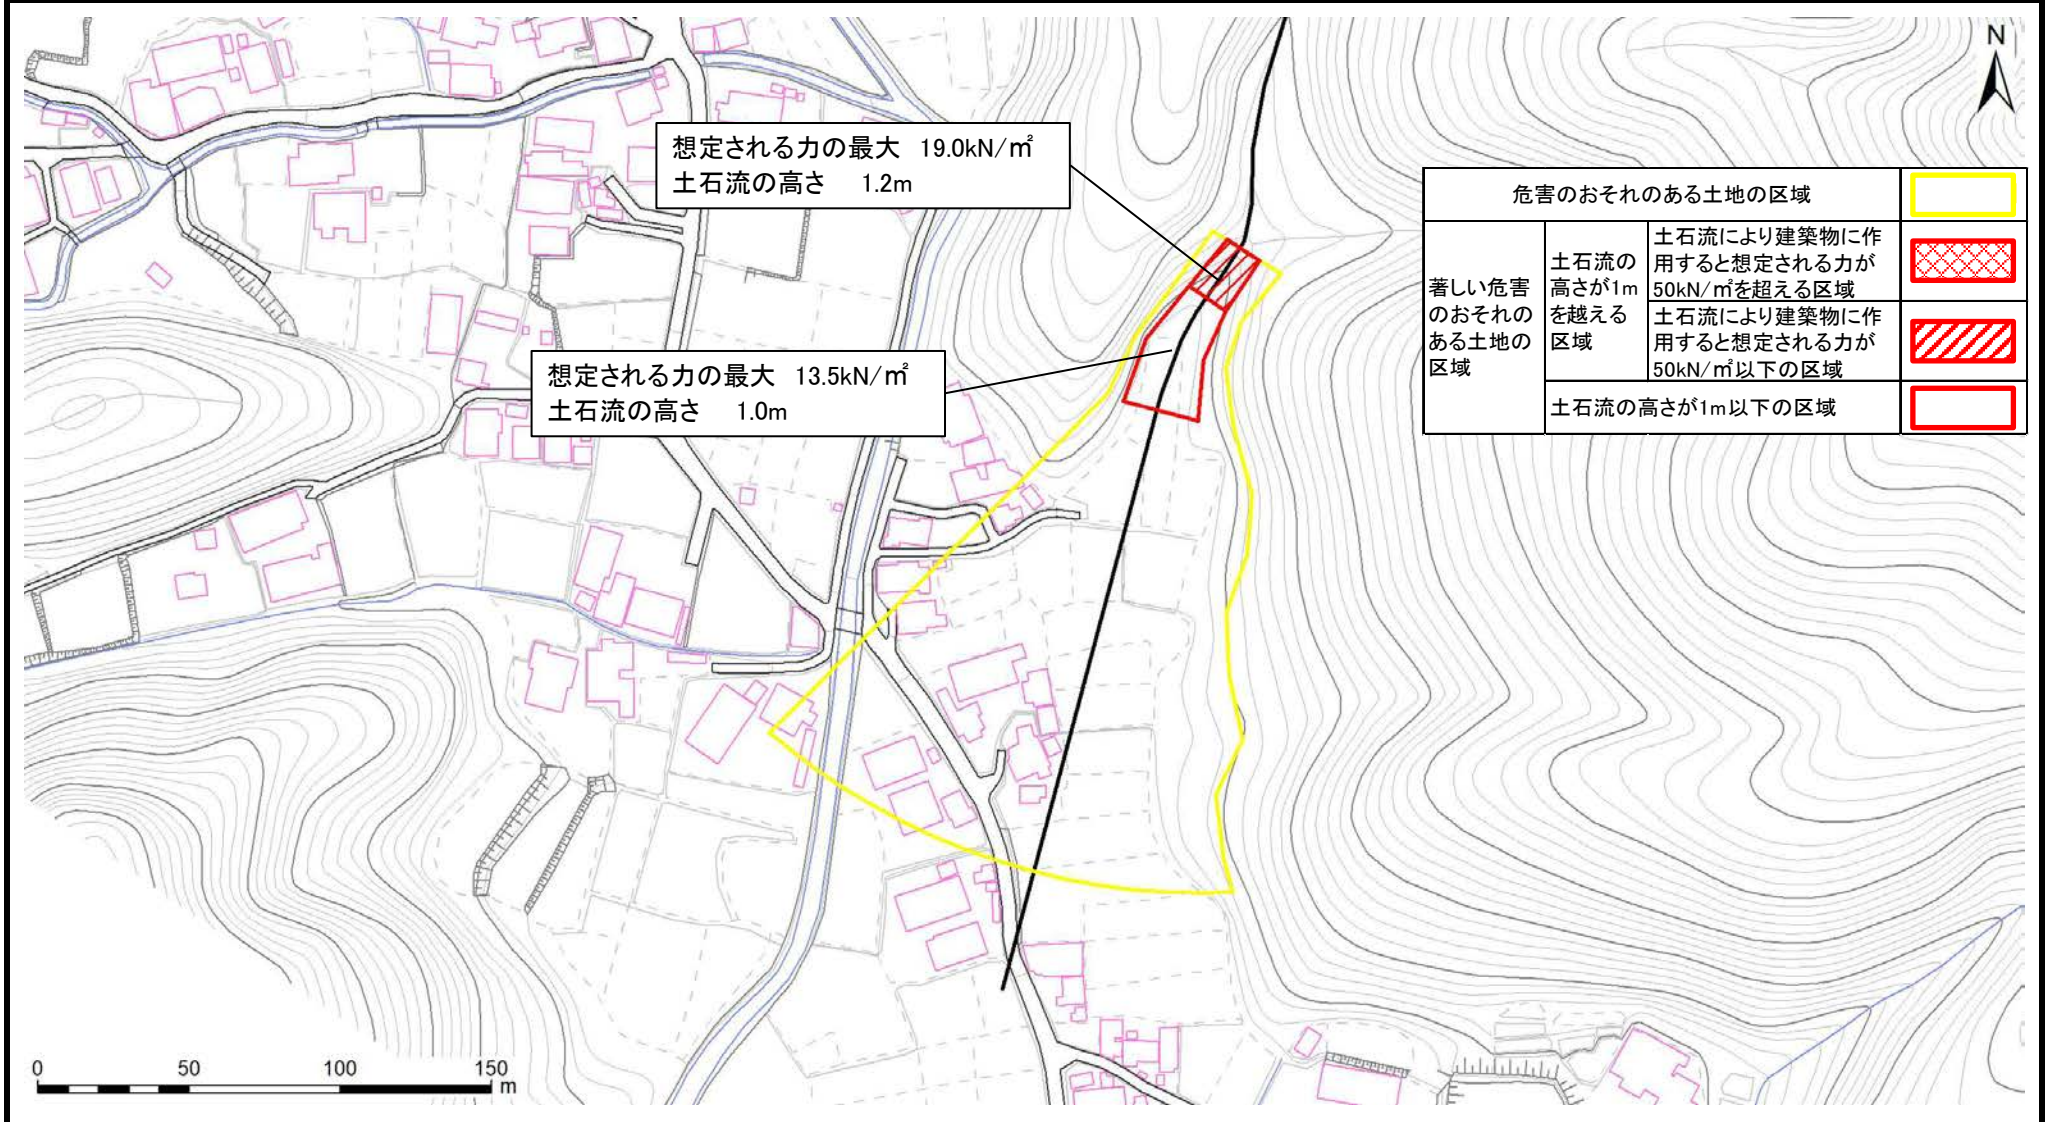 N
想定される力の最大 19.0kN/㎡
土石流の高さ 1.2m
危害のおそれのある土地の区域
著しい危害
のおそれの
ある土地の
区域
土石流の
高さが1m
を越える
区域
土石流により建築物に作
用すると想定される力が
50kN/㎡を超える区域
土石流により建築物に作
用すると想定される力が
50kN/㎡以下の区域
土石流の高さが1m以下の区域
想定される力の最大 13.5kN/㎡
土石流の高さ 1.0m
0 50 100 150
m